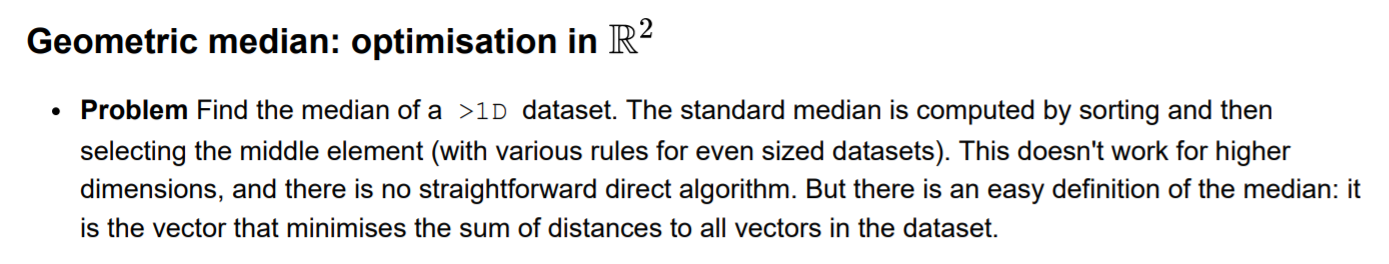 Geometric median: optimisation in ℝ²
• Problem Find the median of a >1D dataset. The standard median is computed by sorting and then
selecting the middle element (with various rules for even sized datasets). This doesn't work for higher
dimensions, and there is no straightforward direct algorithm. But there is an easy definition of the median: it
is the vector that minimises the sum of distances to all vectors in the dataset.